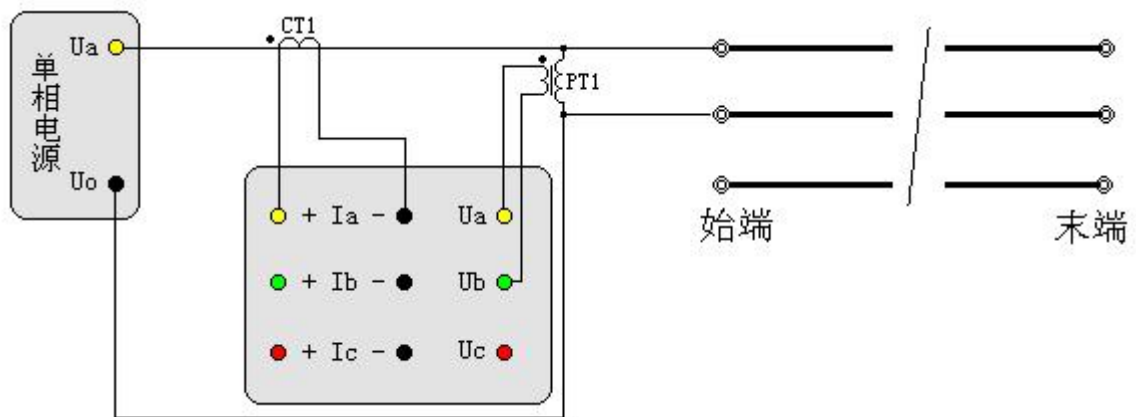 CT1
Ua
PT1
单相电源
Uo
+ Ia - Ua
始端
末端
+ Ib - Ub
+ Ic - Uc